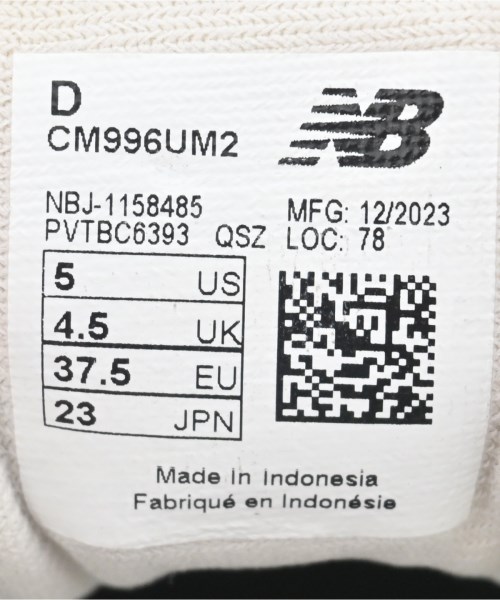 D
CM996UM2
NB
NBJ-1158485
PVTBC6393 QSZ
MFG: 12/2023
LOC: 78
5 US
4.5 UK
37.5 EU
23 JPN
Made in Indonesia
Fabriqué en Indonésie